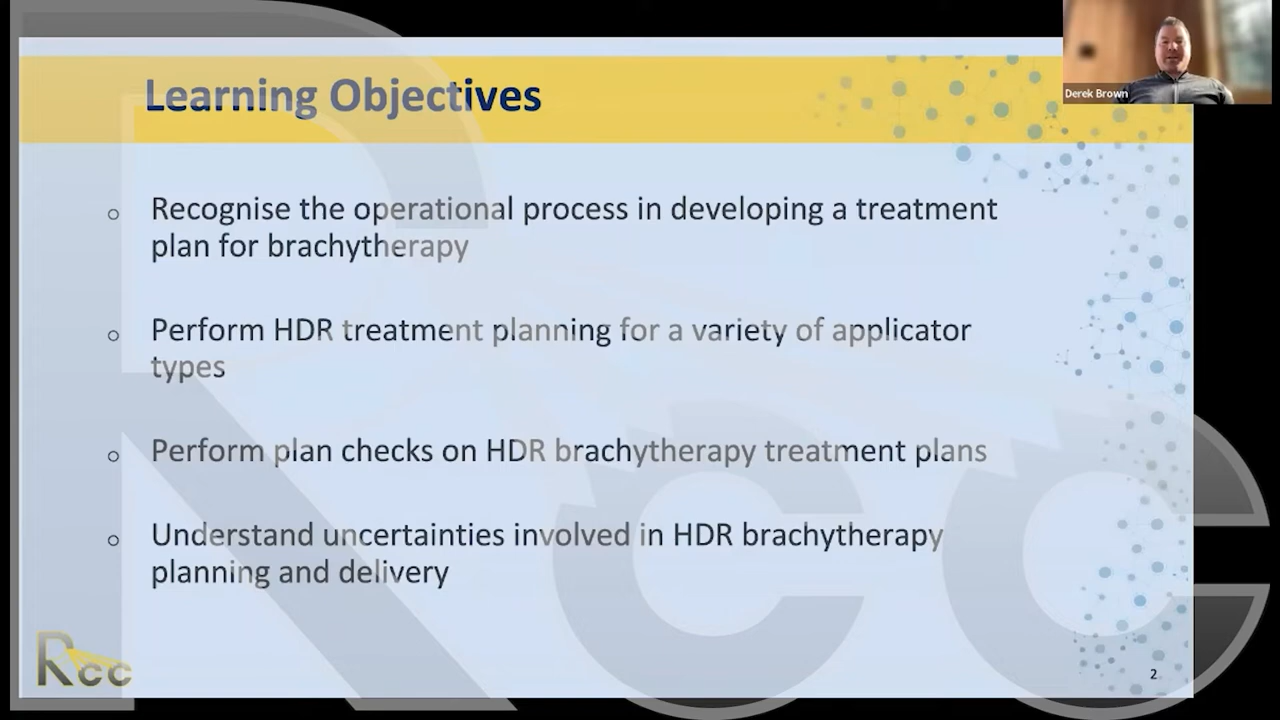 Learning Objectives
Derek Brown
○ Recognise the operational process in developing a treatment
plan for brachytherapy
○ Perform HDR treatment planning for a variety of applicator
types
○ Perform plan checks on HDR brachytherapy treatment plans
○ Understand uncertainties involved in HDR brachytherapy
planning and delivery
Rcc
2
Rcc